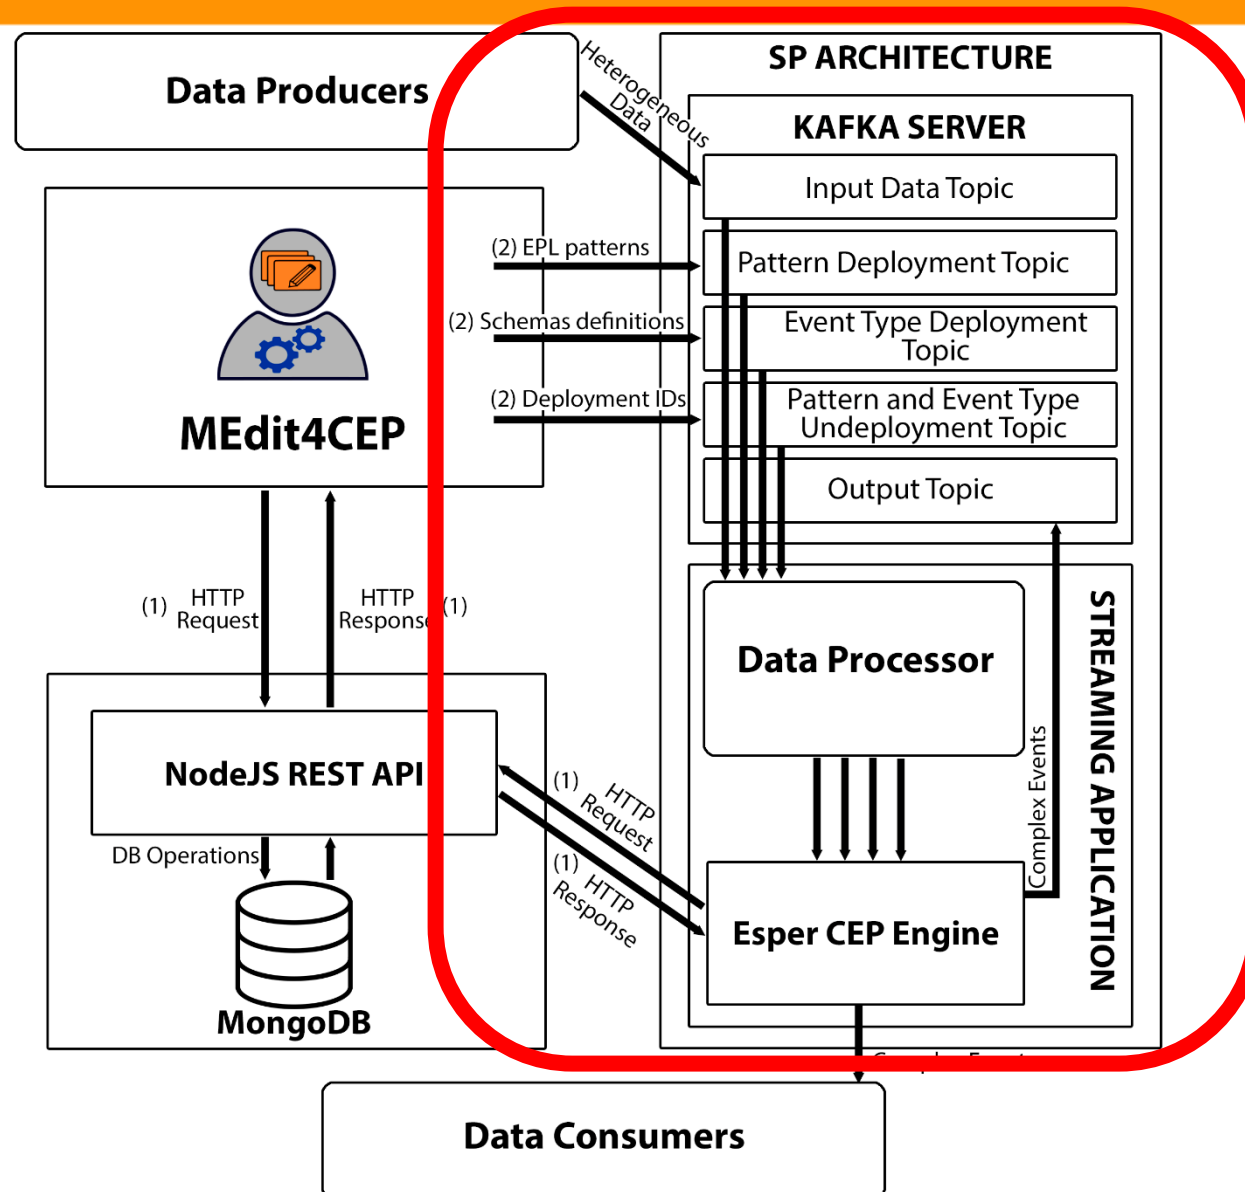 Data Producers
Heterogeneous
Data
SP ARCHITECTURE
KAFKA SERVER
Input Data Topic
(2) EPL patterns
Pattern Deployment Topic
(2) Schemas definitions
Event Type Deployment
Topic
(2) Deployment IDs
Pattern and Event Type
Undeployment Topic
MEdit4CEP
Output Topic
(1) HTTP
Request
HTTP (1)
Response
Data Processor
STREAMING APPLICATION
NodeJS REST API
(1) HTTP
Request
(1) HTTP
Response
Complex Events
DB Operations
Esper CEP Engine
MongoDB
Data Consumers